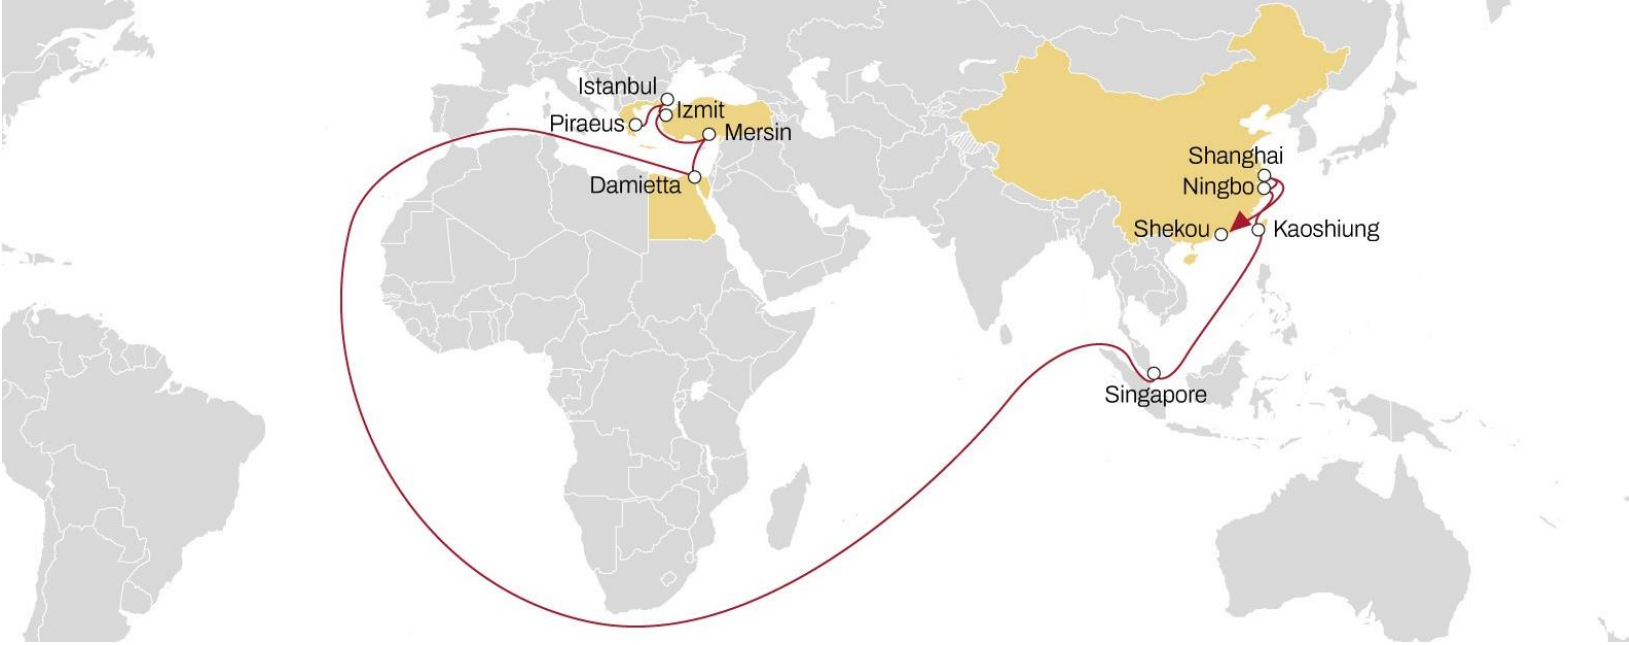 Istanbul
Izmit
Piraeus
Mersin
Shanghai
Damietta
Ningbo
Shekou
Kaoshiung
Singapore